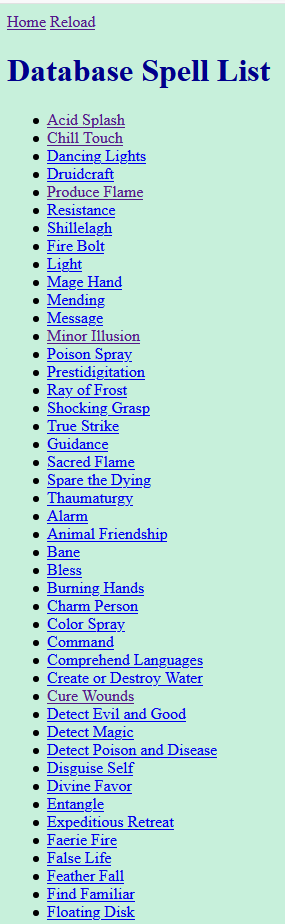 Home Reload
Database Spell List
Acid Splash
Chill Touch
Dancing Lights
Druidcraft
Produce Flame
Resistance
Shillelagh
Fire Bolt
Light
Mage Hand
Mending
Message
Minor Illusion
Poison Spray
Prestidigitation
Ray of Frost
Shocking Grasp
True Strike
Guidance
Sacred Flame
Spare the Dying
Thaumaturgy
Alarm
Animal Friendship
Bane
Bless
Burning Hands
Charm Person
Color Spray
Command
Comprehend Languages
Create or Destroy Water
Cure Wounds
Detect Evil and Good
Detect Magic
Detect Poison and Disease
Disguise Self
Divine Favor
Entangle
Expeditious Retreat
Faerie Fire
False Life
Feather Fall
Find Familiar
Floating Disk